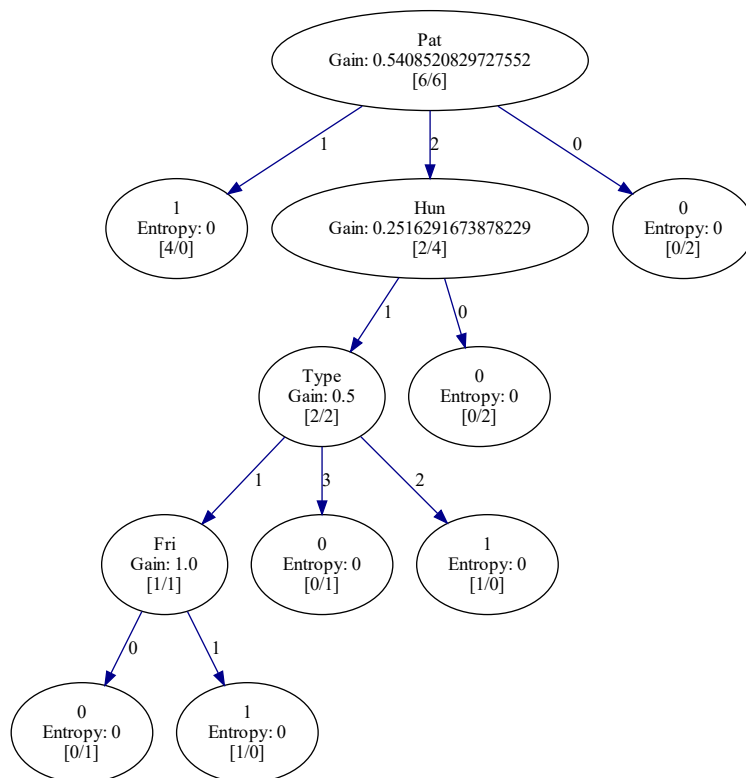 Pat
Gain: 0.5408520829727552
[6/6]
1
2
0
1
Entropy: 0
[4/0]
Hun
Gain: 0.2516291673878229
[2/4]
0
Entropy: 0
[0/2]
1
0
Type
Gain: 0.5
[2/2]
0
Entropy: 0
[0/2]
1
3
2
Fri
Gain: 1.0
[1/1]
0
Entropy: 0
[0/1]
1
Entropy: 0
[1/0]
0
1
0
Entropy: 0
[0/1]
1
Entropy: 0
[1/0]